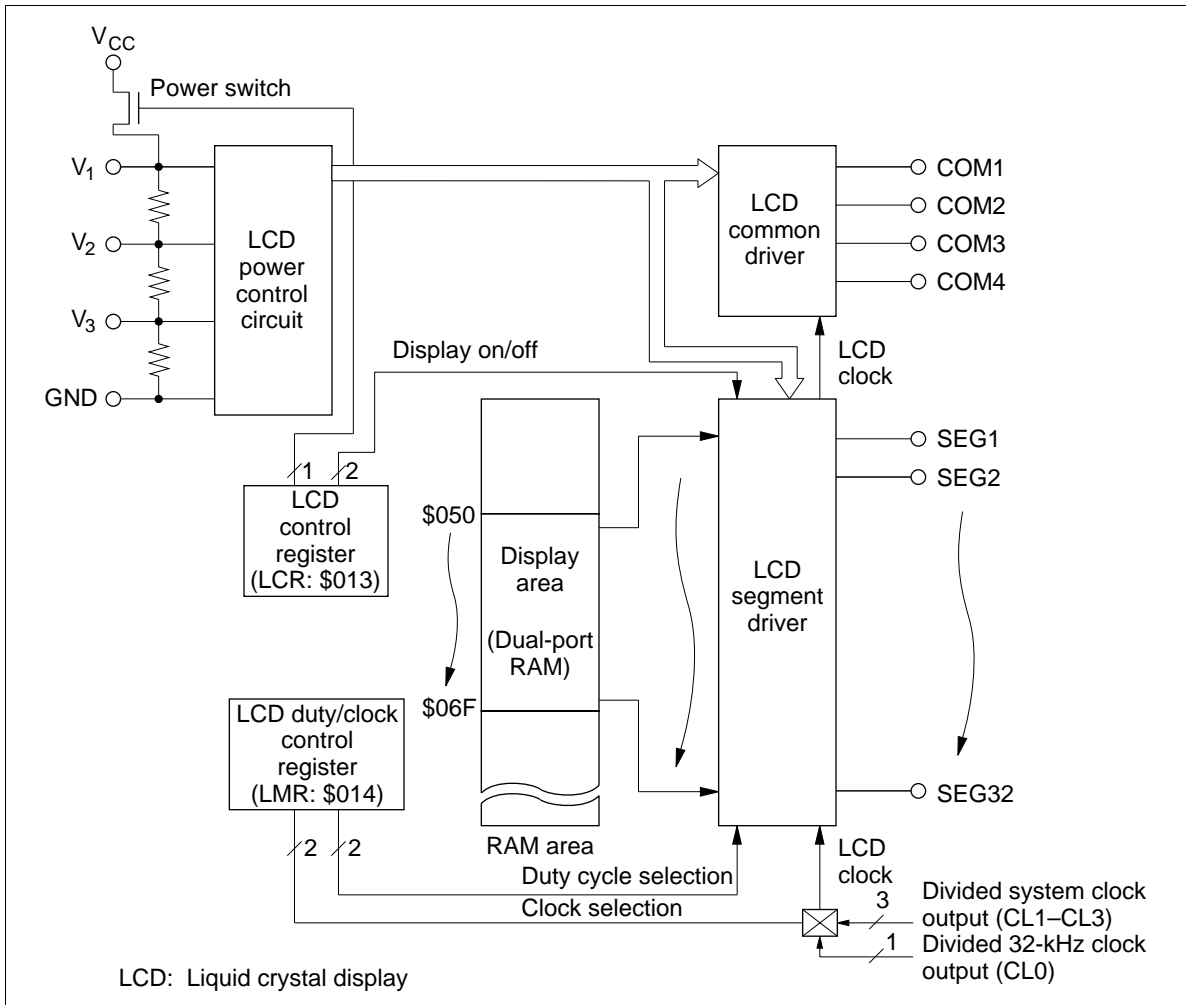 VCC
Power switch
V1
V2
V3
GND
LCD
power
control
circuit
LCD
common
driver
COM1
COM2
COM3
COM4
LCD
clock
Display on/off
1
2
LCD
control
register
(LCR: $013)
$050
Display
area
(Dual-port
RAM)
$06F
RAM area
LCD
segment
driver
SEG1
SEG2
SEG32
LCD duty/clock
control
register
(LMR: $014)
2
2
Duty cycle selection
Clock selection
LCD
clock
3
Divided system clock
output (CL1–CL3)
1
Divided 32-kHz clock
output (CL0)
LCD: Liquid crystal display